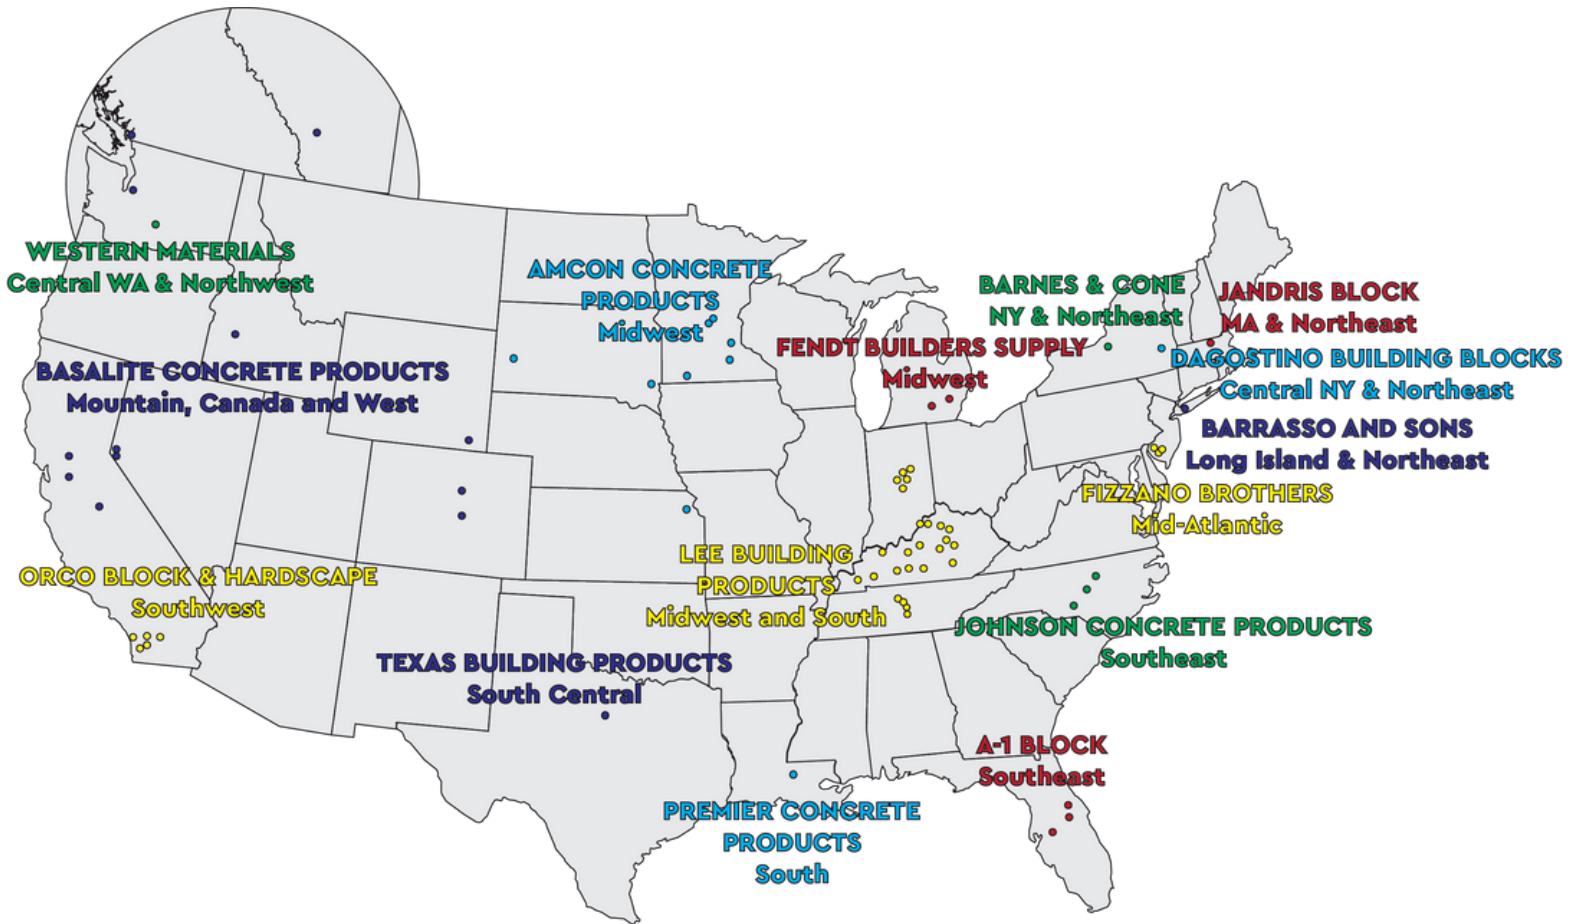 WESTERN MATERIALS
Central WA & Northwest
AMCON CONCRETE
PRODUCTS
Midwest
BARNES & CONE
NY & Northeast
JANDRIS BLOCK
MA & Northeast
FENDT BUILDERS SUPPLY
Midwest
DAGOSTINO BUILDING BLOCKS
Central NY & Northeast
BASALITE CONCRETE PRODUCTS
Mountain, Canada and West
BARRASSO AND SONS
Long Island & Northeast
FIZZANO BROTHERS
Mid-Atlantic
LEE BUILDING
PRODUCTS
Midwest and South
ORCO BLOCK & HARDSCAPE
Southwest
JOHNSON CONCRETE PRODUCTS
Southeast
TEXAS BUILDING PRODUCTS
South Central
A-1 BLOCK
Southeast
PREMIER CONCRETE
PRODUCTS
South